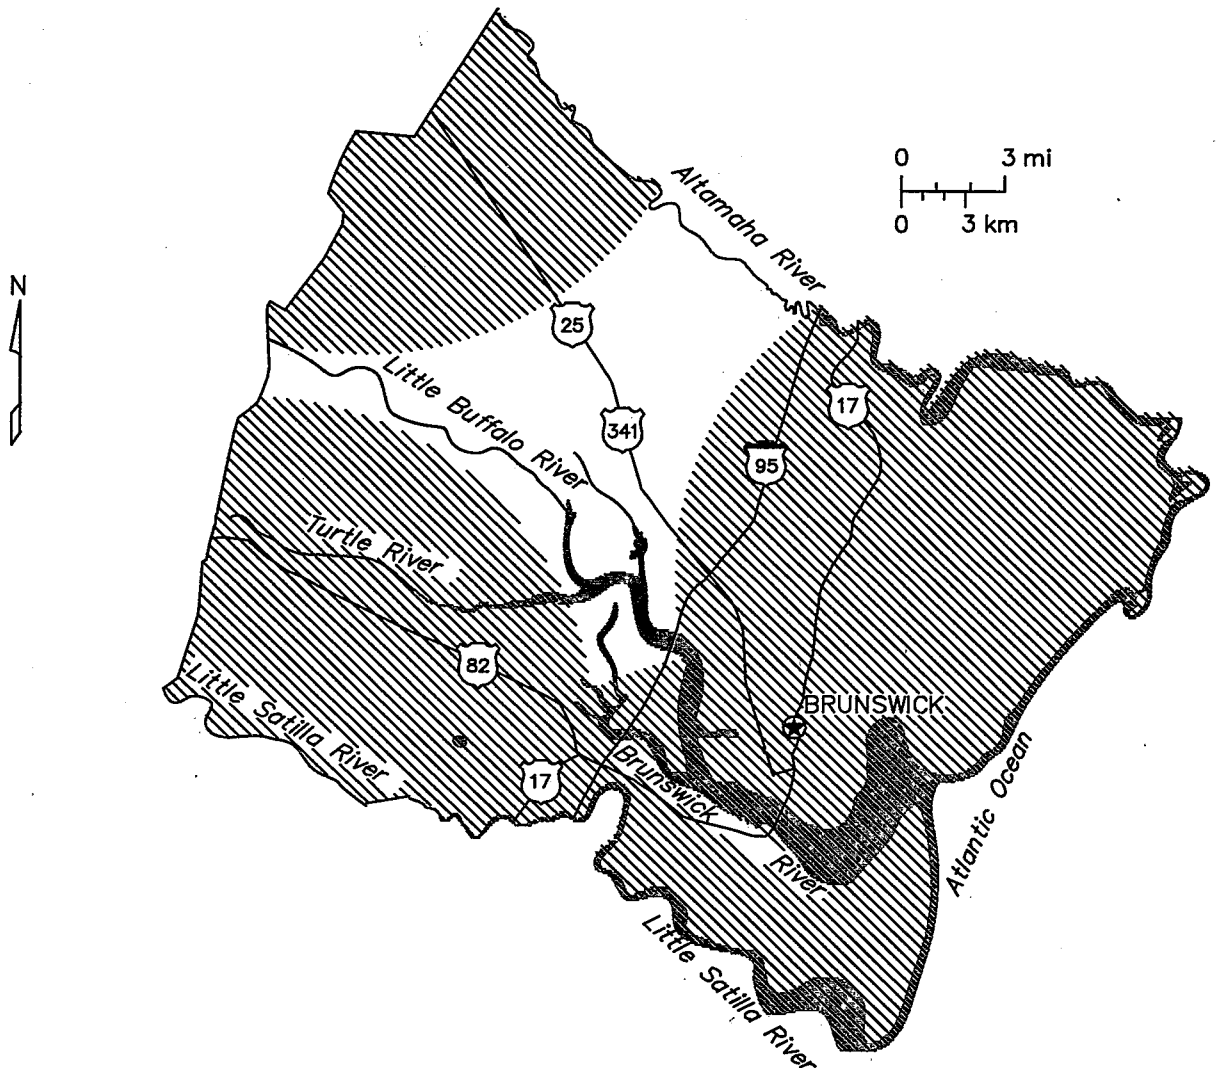 0 3 mi
0 3 km
N
Altamaha River
25
Little Buffalo River
17
341
95
Turtle River
82
Little Satilla River
BRUNSWICK
17
Brunswick River
Atlantic Ocean
Little Satilla River